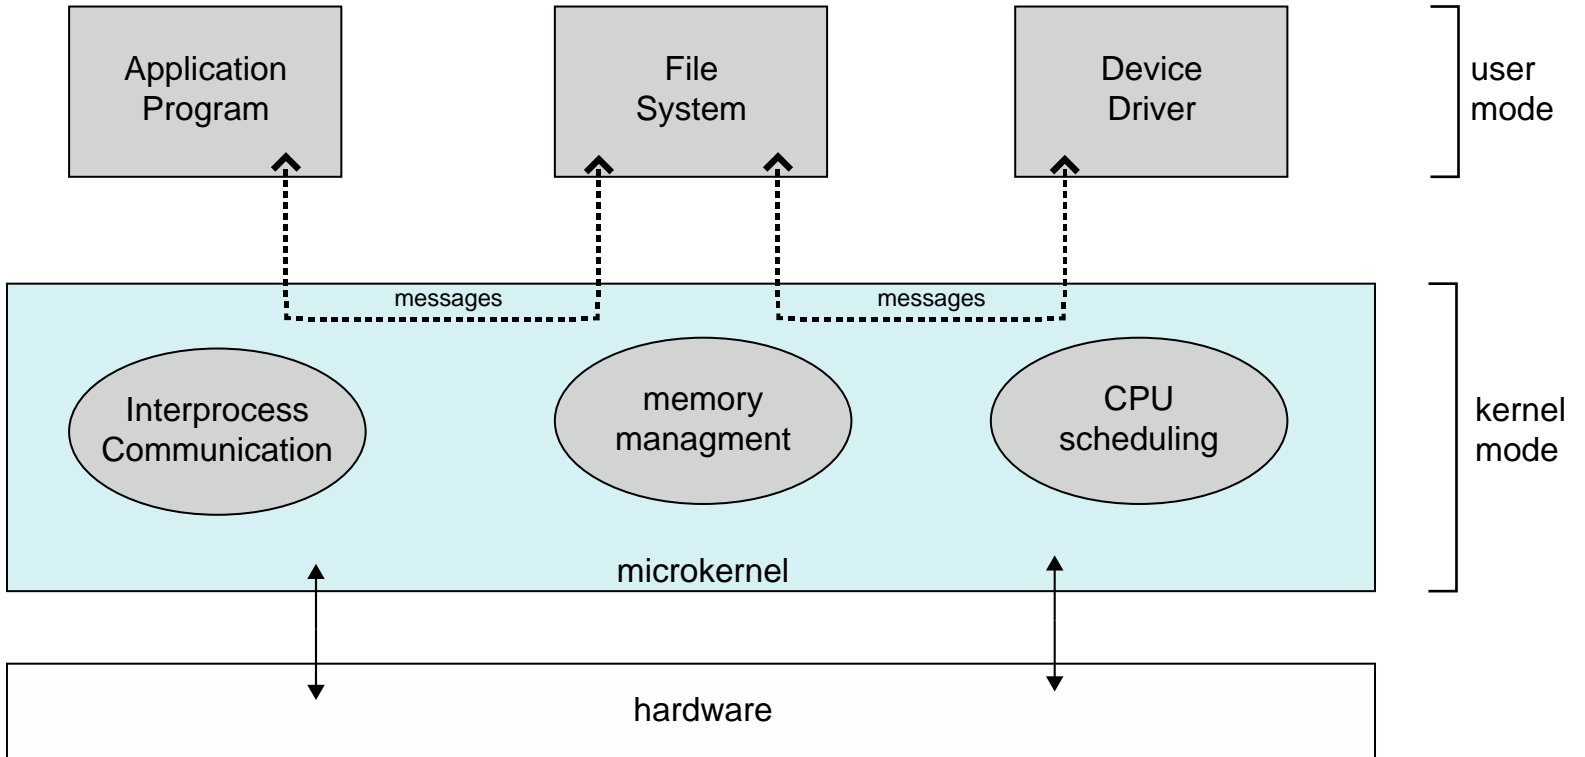 Application
Program
File
System
Device
Driver
user
mode
messages
messages
Interprocess
Communication
memory
managment
CPU
scheduling
kernel
mode
microkernel
hardware